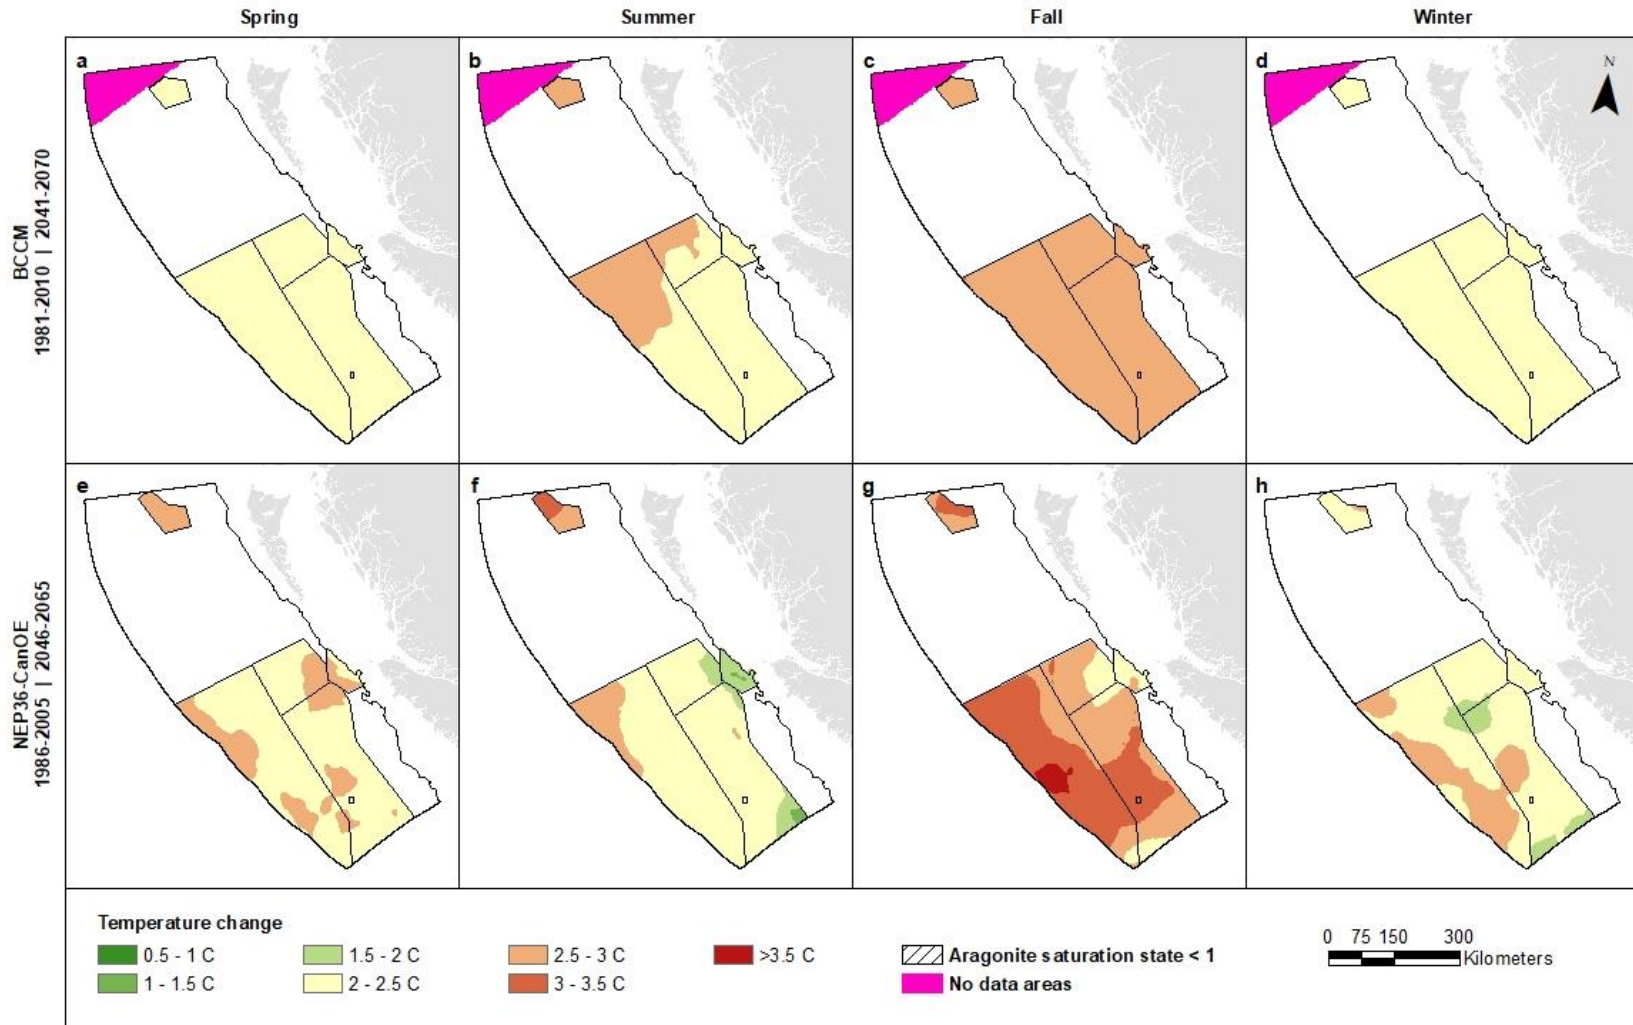 Spring
Summer
Fall
Winter
BCCM
1981-2010 | 2041-2070
a
b
c
d
N
NEP36-CanOE
1986-2005 | 2046-2065
e
f
g
h
Temperature change
0.5 - 1 C
1 - 1.5 C
1.5 - 2 C
2 - 2.5 C
2.5 - 3 C
3 - 3.5 C
>3.5 C
Aragonite saturation state < 1
No data areas
0 75 150 300
Kilometers